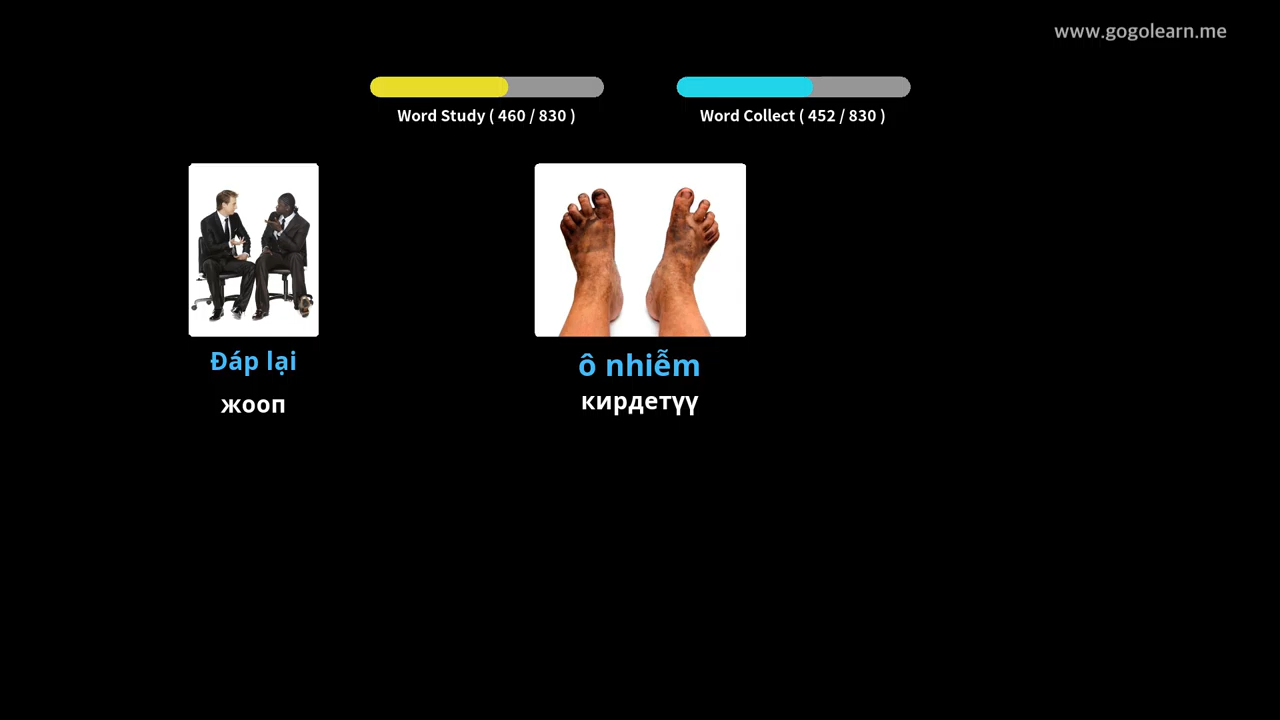 www.gogolearn.me
Word Study ( 460 / 830 )
Word Collect ( 452 / 830 )
Đáp lại
жооп
ô nhiễm
кирдетүү